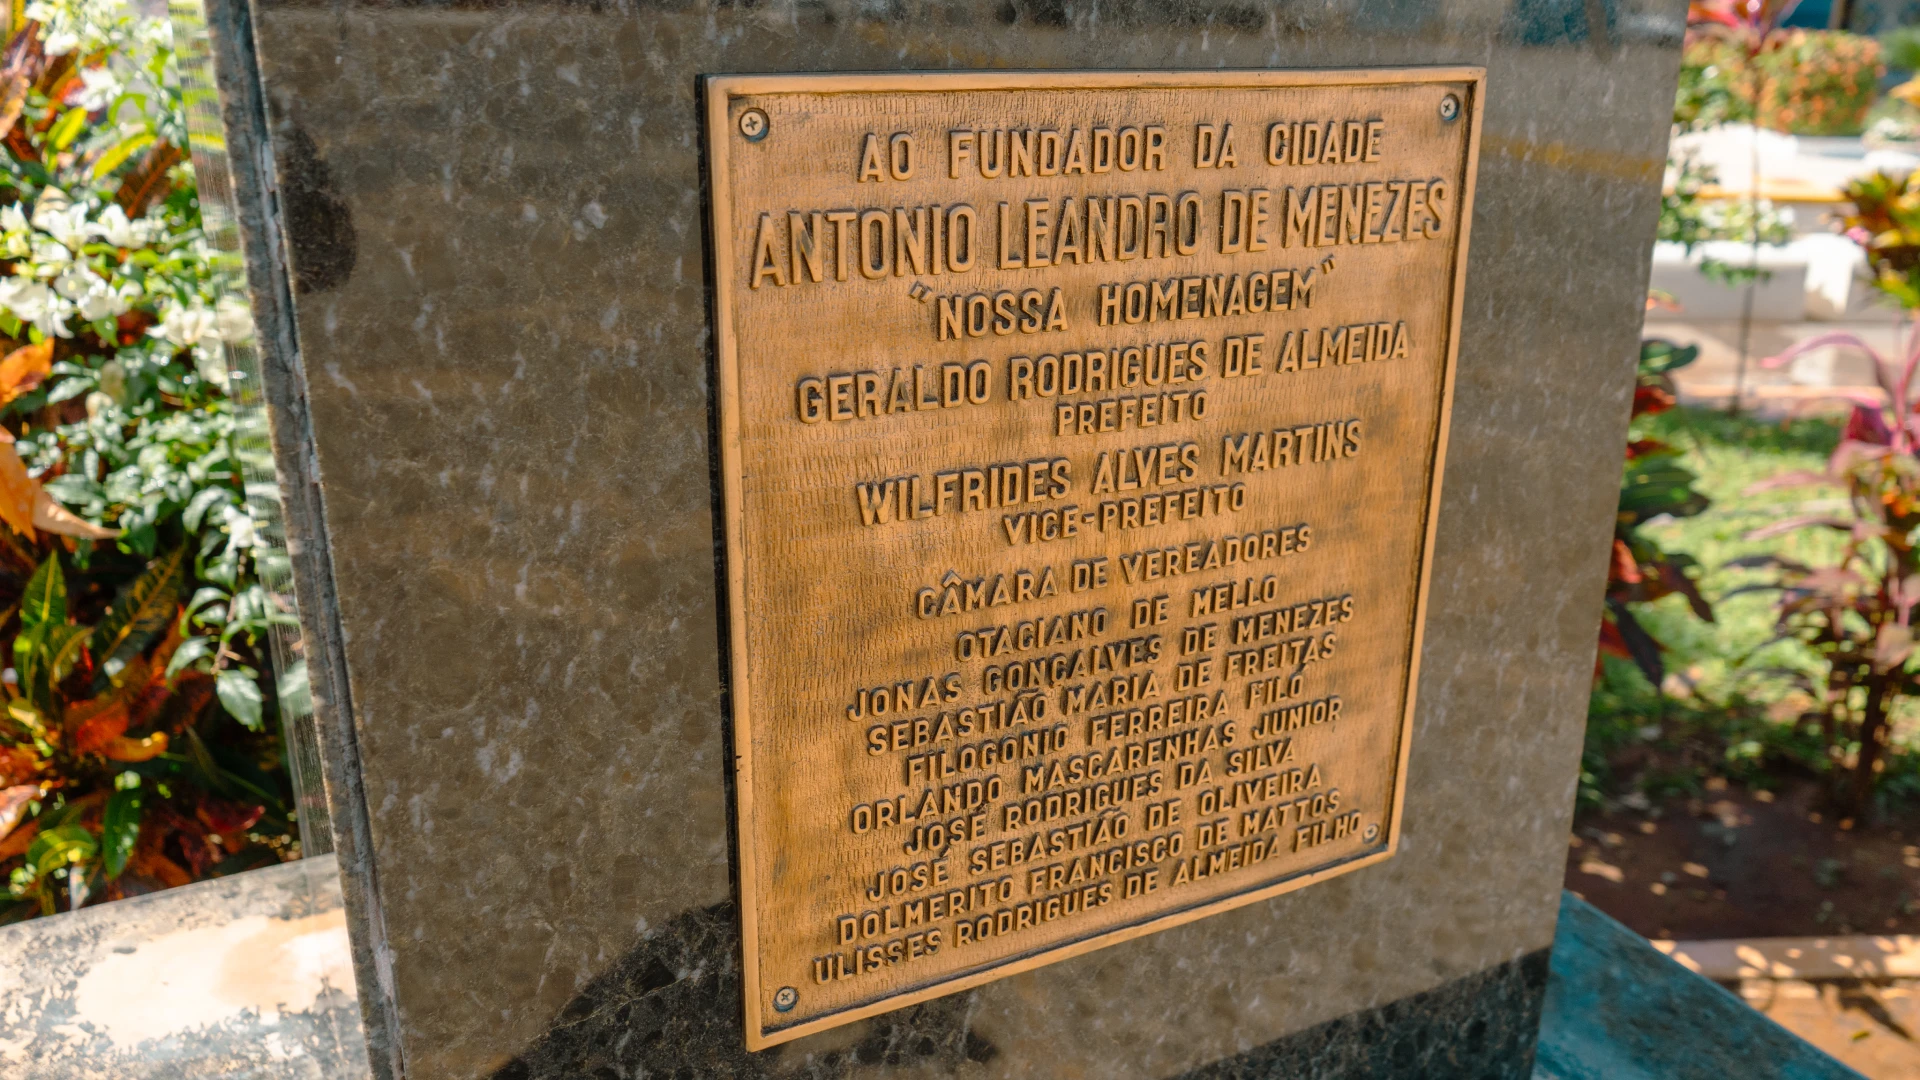 AO FUNDADOR DA CIDADE
ANTONIO LEANDRO DE MENEZES
"NOSSA HOMENAGEM"
GERALDO RODRIGUES DE ALMEIDA
PREFEITO
WILFRIDES ALVES MARTINS
VICE-PREFEITO
CÂMARA DE VEREADORES
OTACIANO DE MELLO
JONAS GONÇALVES DE MENEZES
SEBASTIÃO MARIA DE FREITAS
FILOGONIO FERREIRA FILÓ
ORLANDO MASCARENHAS JUNIOR
JOSÉ RODRIGUES DA SILVA
JOSÉ SEBASTIÃO DE OLIVEIRA
DOLMERITO FRANCISCO DE MATTOS
ULISSES RODRIGUES DE ALMEIDA FILHO